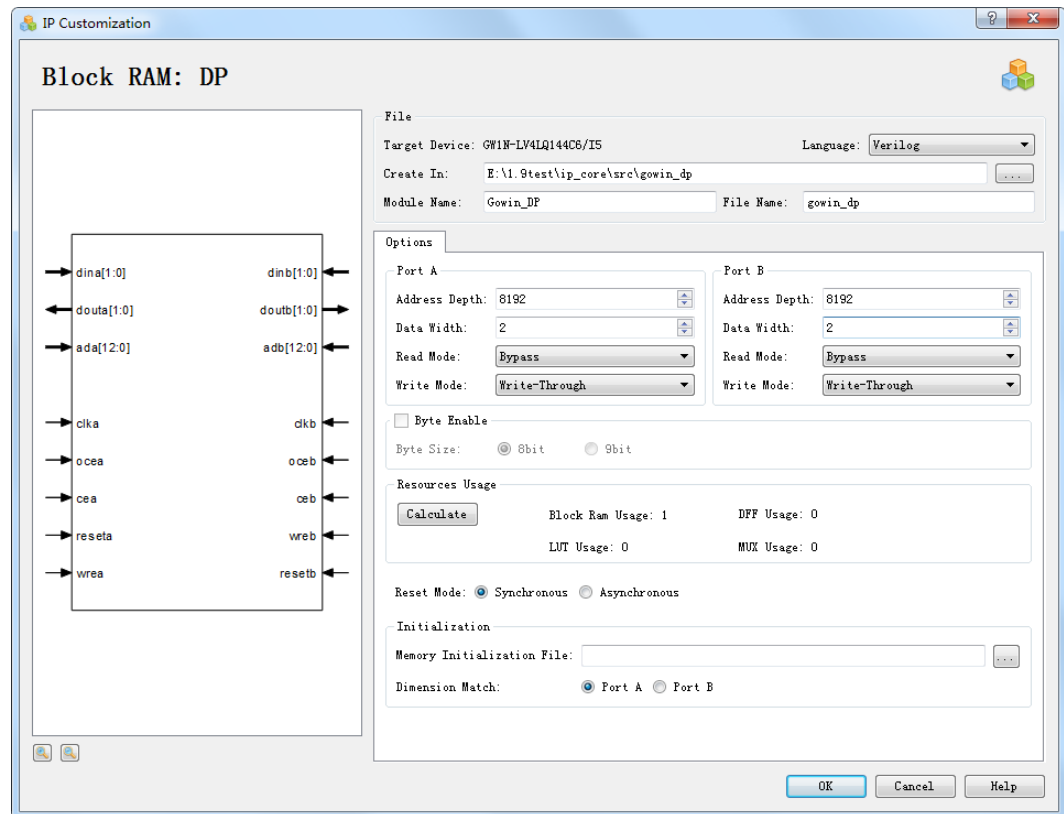 IP Customization
Block RAM: DP
File
Target Device: GW1N-LV4LQ144C6/I5 Language: Verilog
Create In: E:\1.9test\ip_core\src\gowin_dp ...
Module Name: Gowin_DP File Name: gowin_dp
dina[1:0] dinb[1:0]
douta[1:0] doutb[1:0]
ada[12:0] adb[12:0]
clka clkb
ocea oceb
cea ceb
reseta wreb
wrea resetb
Options
Port A
Address Depth: 8192
Data Width: 2
Read Mode: Bypass
Write Mode: Write-Through
Port B
Address Depth: 8192
Data Width: 2
Read Mode: Bypass
Write Mode: Write-Through
Byte Enable
Byte Size: 8bit 9bit
Resources Usage
Calculate Block Ram Usage: 1 DFF Usage: 0
LUT Usage: 0 MUX Usage: 0
Reset Mode: Synchronous Asynchronous
Initialization
Memory Initialization File: ...
Dimension Match: Port A Port B
OK Cancel Help